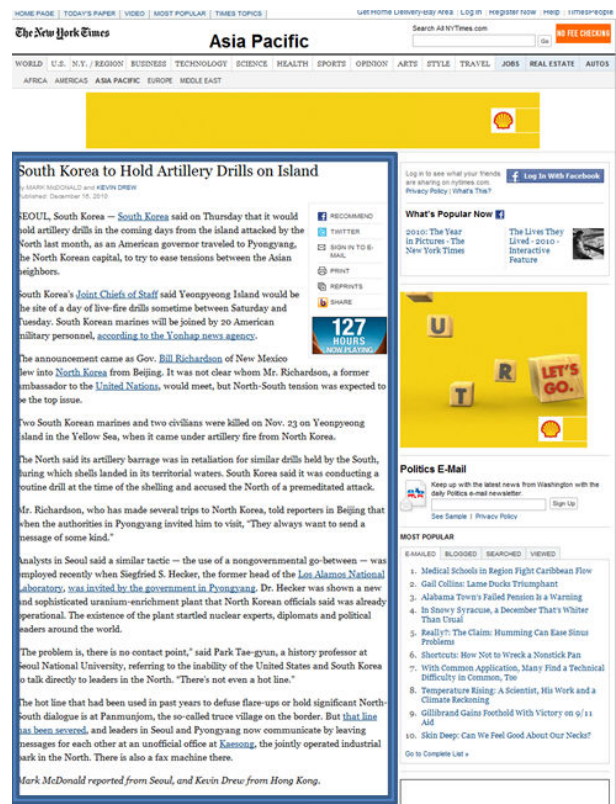 HOME PAGE | TODAY'S PAPER | VIDEO | MOST POPULAR | TIMES TOPICS |
Get Home Delivery-Bay Area | Log In | Register Now | Help | TimesPeople
The New York Times
Asia Pacific
Search All NYTimes.com
Go
NO FEE CHECKING
WORLD U.S. N.Y. / REGION BUSINESS TECHNOLOGY SCIENCE HEALTH SPORTS OPINION ARTS STYLE TRAVEL JOBS REAL ESTATE AUTOS
AFRICA AMERICAS ASIA PACIFIC EUROPE MIDDLE EAST
South Korea to Hold Artillery Drills on Island
By MARK McDONALD and KEVIN DREW
Published: December 16, 2010
SEOUL, South Korea — South Korea said on Thursday that it would
hold artillery drills in the coming days from the island attacked by the
North last month, as an American governor traveled to Pyongyang,
the North Korean capital, to try to ease tensions between the Asian
neighbors.
South Korea's Joint Chiefs of Staff said Yeonpyeong Island would be
the site of a day of live-fire drills sometime between Saturday and
Tuesday. South Korean marines will be joined by 20 American
military personnel, according to the Yonhap news agency.
The announcement came as Gov. Bill Richardson of New Mexico
flew into North Korea from Beijing. It was not clear whom Mr. Richardson, a former
ambassador to the United Nations, would meet, but North-South tension was expected to
be the top issue.
Two South Korean marines and two civilians were killed on Nov. 23 on Yeonpyeong
Island in the Yellow Sea, when it came under artillery fire from North Korea.
The North said its artillery barrage was in retaliation for similar drills held by the South,
during which shells landed in its territorial waters. South Korea said it was conducting a
routine drill at the time of the shelling and accused the North of a premeditated attack.
Mr. Richardson, who has made several trips to North Korea, told reporters in Beijing that
when the authorities in Pyongyang invited him to visit, "They always want to send a
message of some kind."
Analysts in Seoul said a similar tactic — the use of a nongovernmental go-between — was
employed recently when Siegfried S. Hecker, the former head of the Los Alamos National
Laboratory, was invited by the government in Pyongyang. Dr. Hecker was shown a new
and sophisticated uranium-enrichment plant that North Korean officials said was already
operational. The existence of the plant startled nuclear experts, diplomats and political
leaders around the world.
"The problem is, there is no contact point," said Park Tae-gyun, a history professor at
Seoul National University, referring to the inability of the United States and South Korea
to talk directly to leaders in the North. "There's not even a hot line."
The hot line that had been used in past years to defuse flare-ups or hold significant North-
South dialogue is at Panmunjom, the so-called truce village on the border. But that line
has been severed, and leaders in Seoul and Pyongyang now communicate by leaving
messages for each other at an unofficial office at Kaesong, the jointly operated industrial
park in the North. There is also a fax machine there.
Mark McDonald reported from Seoul, and Kevin Drew from Hong Kong.
RECOMMEND
TWITTER
SIGN IN TO E-
MAIL
PRINT
REPRINTS
SHARE
127
HOURS
NOW PLAYING
Log in to see what your friends
are sharing on nytimes.com.
Privacy Policy | What's This?
Log In With Facebook
What's Popular Now
2010: The Year
in Pictures - The
New York Times
The Lives They
Lived - 2010 -
Interactive
Feature
U
T
R
LET'S
GO.
Politics E-Mail
Keep up with the latest news from Washington with the
daily Politics e-mail newsletter.
Sign Up
See Sample | Privacy Policy
MOST POPULAR
E-MAILED BLOGGED SEARCHED VIEWED
1. Medical Schools in Region Fight Caribbean Flow
2. Gail Collins: Lame Ducks Triumphant
3. Alabama Town's Failed Pension Is a Warning
4. In Snowy Syracuse, a December That's Whiter
Than Usual
5. Really?: The Claim: Humming Can Ease Sinus
Problems
6. Shortcuts: How Not to Wreck a Nonstick Pan
7. With Common Application, Many Find a Technical
Difficulty in Common, Too
8. Temperature Rising: A Scientist, His Work and a
Climate Reckoning
9. Gillibrand Gains Foothold With Victory on 9/11
Aid
10. Skin Deep: Can We Feel Good About Our Necks?
Go to Complete List »